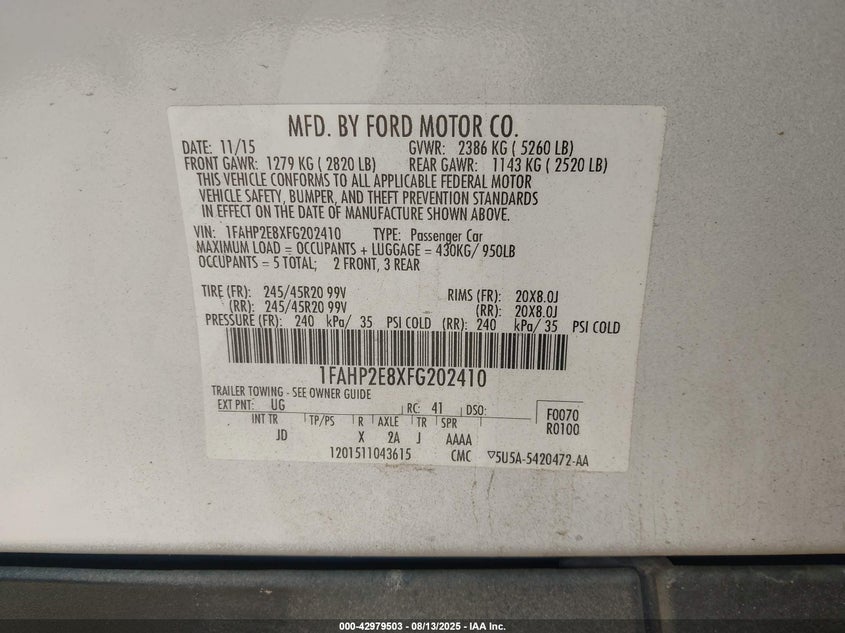 MFD. BY FORD MOTOR CO.
DATE: 11/15 GVWR: 2386 KG ( 5260 LB)
FRONT GAWR: 1279 KG ( 2820 LB) REAR GAWR: 1143 KG ( 2520 LB)
THIS VEHICLE CONFORMS TO ALL APPLICABLE FEDERAL MOTOR
VEHICLE SAFETY, BUMPER, AND THEFT PREVENTION STANDARDS
IN EFFECT ON THE DATE OF MANUFACTURE SHOWN ABOVE.
VIN: 1FAHP2E8XFG202410 TYPE: Passenger Car
MAXIMUM LOAD = OCCUPANTS + LUGGAGE = 430KG/ 950LB
OCCUPANTS = 5 TOTAL; 2 FRONT, 3 REAR
TIRE (FR): 245/45R20 99V RIMS (FR): 20X8.0J
(RR): 245/45R20 99V (RR): 20X8.0J
PRESSURE (FR): 240 kPa/ 35 PSI COLD (RR): 240 kPa/ 35 PSI COLD
1FAHP2E8XFG202410
TRAILER TOWING - SEE OWNER GUIDE
EXT PNT: UG RC: 41 DSO: F0070
INT TR TP/PS R AXLE TR SPR R0100
JD X 2A J AAAA
1201511043615 CMC ▽5U5A-5420472-AA
000-42979503 - 08/13/2025 - IAA Inc.